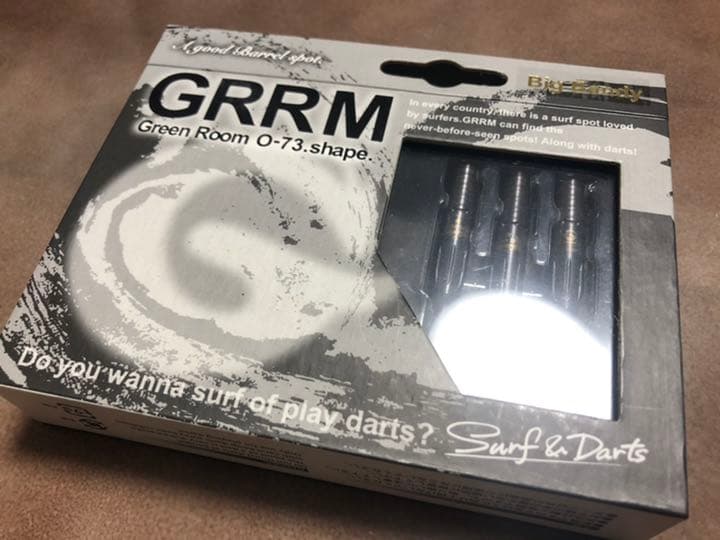 A good Barrel spot.
GRRM
Green Room O-73.shape.
Big Bandy
In every country, there is a surf spot loved
by surfers.GRRM can find the
never-before-seen spots! Along with darts!
Do you wanna surf of play darts?
Surf & Darts